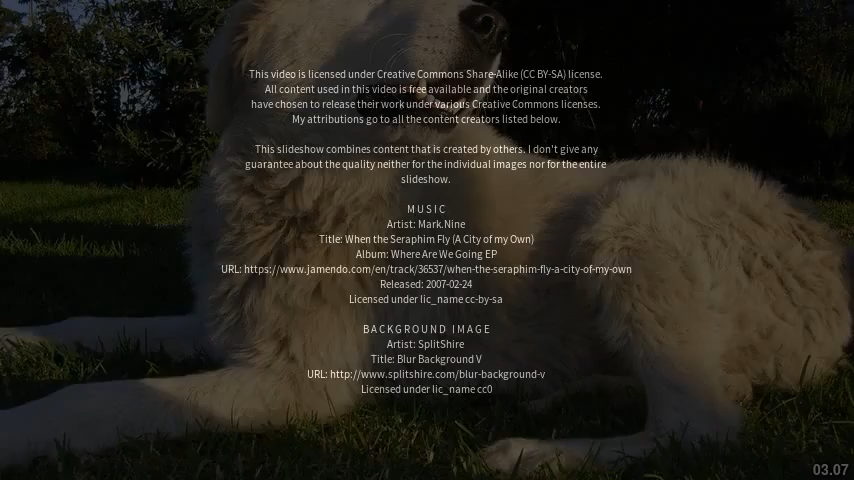 This video is licensed under Creative Commons Share-Alike (CC BY-SA) license.
All content used in this video is free available and the original creators
have chosen to release their work under various Creative Commons licenses.
My attributions go to all the content creators listed below.
This slideshow combines content that is created by others. I don't give any
guarantee about the quality neither for the individual images nor for the entire
slideshow.
MUSIC
Artist: Mark.Nine
Title: When the Seraphim Fly (A City of my Own)
Album: Where Are We Going EP
URL: https://www.jamendo.com/en/track/36537/when-the-seraphim-fly-a-city-of-my-own
Released: 2007-02-24
Licensed under lic_name cc-by-sa
BACKGROUND IMAGE
Artist: SplitShire
Title: Blur Background V
URL: http://www.splitshire.com/blur-background-v
Licensed under lic_name cc0
03.07